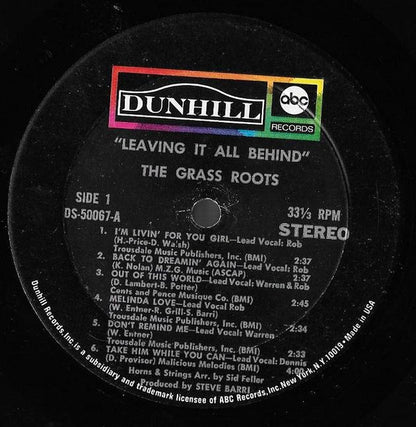 DUNHILL
abc
RECORDS
"LEAVING IT ALL BEHIND"
THE GRASS ROOTS
SIDE 1
33⅓ RPM
DS-50067-A
STEREO
1. I'M LIVIN' FOR YOU GIRL—Lead Vocal: Rob
(H.-Price-D. Walsh)
Trousdale Music Publishers, Inc. (BMI) 2:37
2. BACK TO DREAMIN' AGAIN—Lead Vocal: Rob
(K. Nolan) M.Z.G. Music (ASCAP) 2:37
3. OUT OF THIS WORLD—Lead Vocal: Warren & Rob
(D. Lambert-B. Potter)
Cents and Pence Musique Co. (BMI) 2:45
4. MELINDA LOVE—Lead Vocal Rob
(W. Entner-R. Grill-S. Barri)
Trousdale Music Publishers, Inc. (BMI) 2:34
5. DON'T REMIND ME—Lead Vocal: Warren
(W. Entner)
Trousdale Music Publishers, Inc. (BMI) 2:33
6. TAKE HIM WHILE YOU CAN—Lead Vocal: Dennis
(D. Provisor) Malicious Melodies (BMI) 4:00
Horns & Strings Arr. by Sid Feller
Produced by STEVE BARRI
Dunhill Records, Inc. is a subsidiary and trademark licensee of ABC Records, Inc. New York, N.Y. 10019 • Made in USA